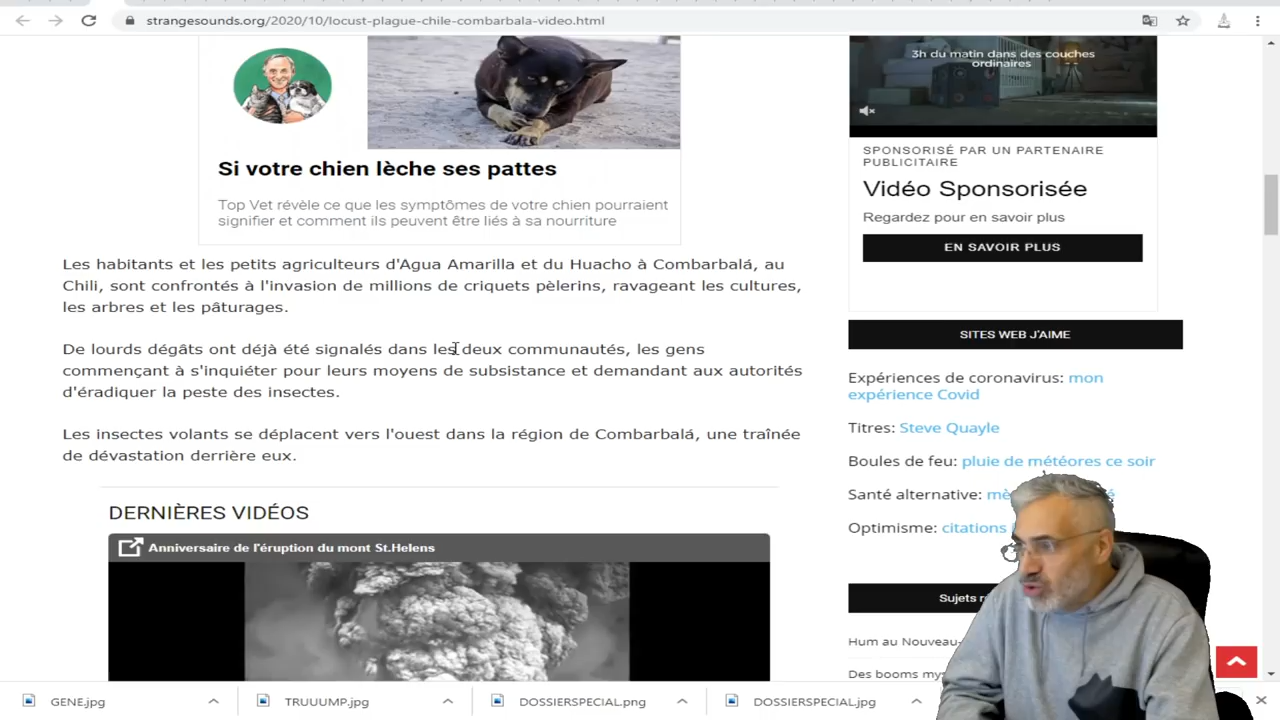 strangesounds.org/2020/10/locust-plague-chile-combarbala-video.html
3h du matin dans des couches
ordinaires
Si votre chien lèche ses pattes
Top Vet révèle ce que les symptômes de votre chien pourraient
signifier et comment ils peuvent être liés à sa nourriture
Les habitants et les petits agriculteurs d'Agua Amarilla et du Huacho à Combarbalá, au
Chili, sont confrontés à l'invasion de millions de criquets pèlerins, ravageant les cultures,
les arbres et les pâturages.
De lourds dégâts ont déjà été signalés dans les deux communautés, les gens
commençant à s'inquiéter pour leurs moyens de subsistance et demandant aux autorités
d'éradiquer la peste des insectes.
Les insectes volants se déplacent vers l'ouest dans la région de Combarbalá, une traînée
de dévastation derrière eux.
DERNIÈRES VIDÉOS
Anniversaire de l'éruption du mont St.Helens
SPONSORISÉ PAR UN PARTENAIRE
PUBLICITAIRE
Vidéo Sponsorisée
Regardez pour en savoir plus
EN SAVOIR PLUS
SITES WEB J'AIME
Expériences de coronavirus: mon
expérience Covid
Titres: Steve Quayle
Boules de feu: pluie de météores ce soir
Santé alternative:
Optimisme: citations
Sujets
Hum au Nouveau-
Des booms
GENE.jpg
TRUUUMP.jpg
DOSSIERSPECIAL.png
DOSSIERSPECIAL.jpg